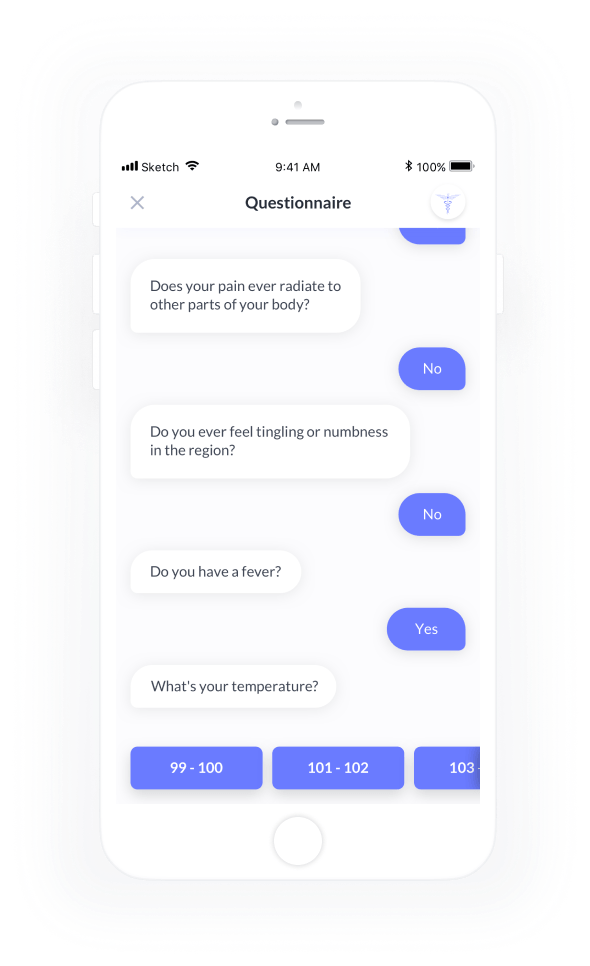 Sketch 9:41 AM 100%
Questionnaire
Does your pain ever radiate to
other parts of your body?
No
Do you ever feel tingling or numbness
in the region?
No
Do you have a fever?
Yes
What's your temperature?
99 - 100 101 - 102 103 -